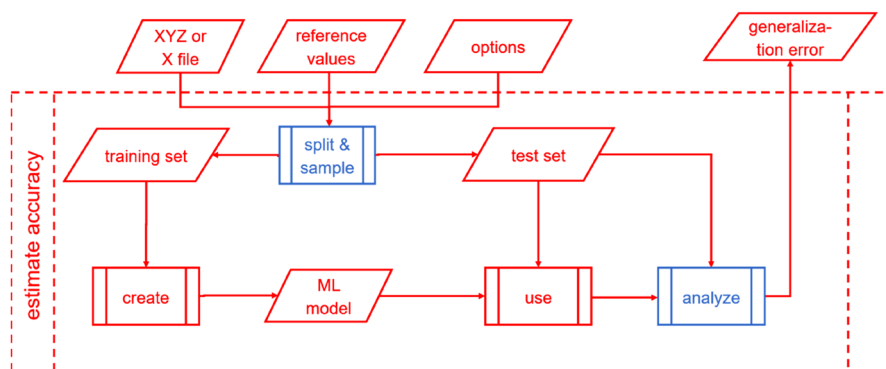 XYZ or
X file
reference
values
options
generaliza-
tion error
estimate accuracy
training set
split &
sample
test set
create
ML
model
use
analyze